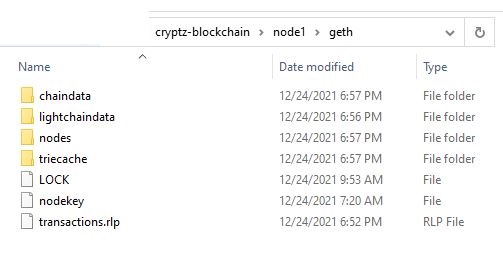 cryptz-blockchain > node1 > geth
Name Date modified Type
chaindata 12/24/2021 6:57 PM File folder
lightchaindata 12/24/2021 6:56 PM File folder
nodes 12/24/2021 6:57 PM File folder
triecache 12/24/2021 6:57 PM File folder
LOCK 12/24/2021 9:53 AM File
nodekey 12/24/2021 7:20 AM File
transactions.rlp 12/24/2021 6:52 PM RLP File